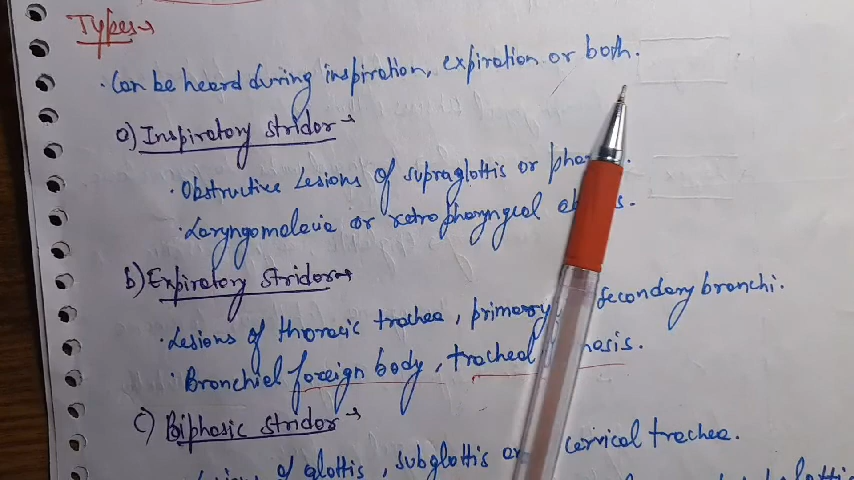 Types→
· Can be heard during inspiration, expiration or both.
a) Inspiratory stridor→
· Obstructive Lesions of supraglottis or
· Laryngomalacia or retropharyngeal
b) Expiratory stridor→
· Lesions of thoracic trachea, primary secondary bronchi.
· Bronchial foreign body, tracheal
c) Biphasic stridor→
Lesions of glottis, subglottis cervical trachea.